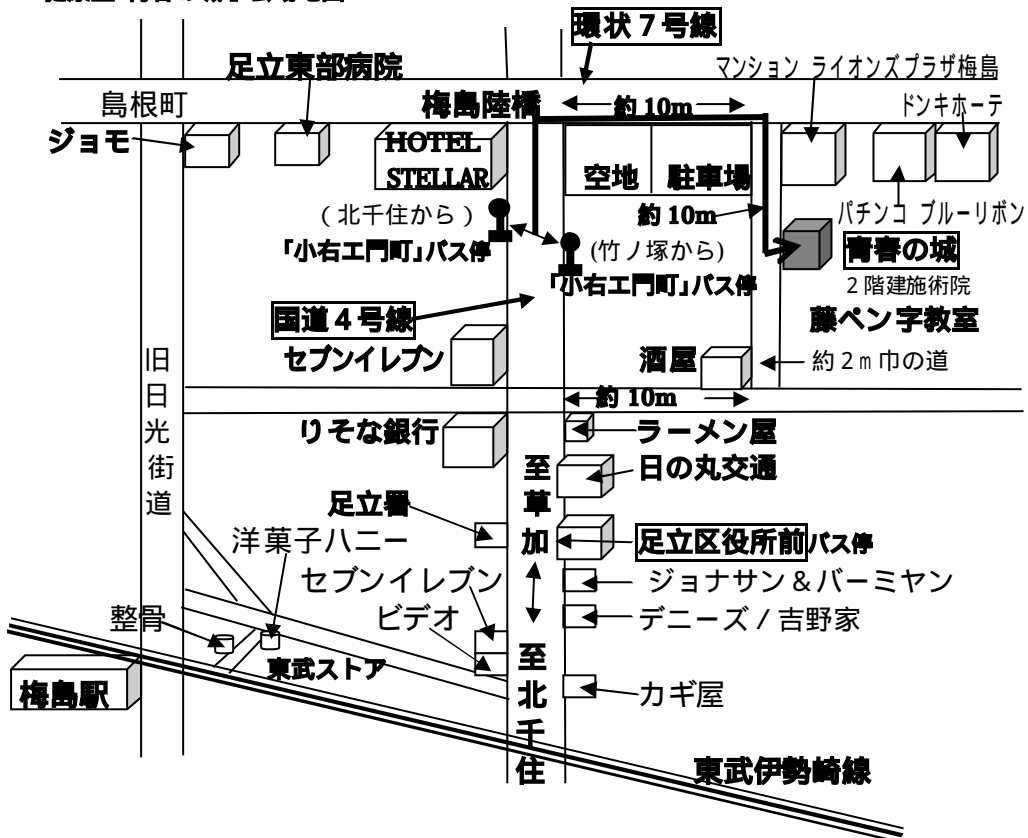 環状７号線
足立東部病院
マンション ライオンズプラザ梅島
島根町
梅島陸橋
約 10m
ドンキホーテ
ジョモ
HOTEL
STELLAR
空地
駐車場
(北千住から)
約 10m
パチンコ ブルーリボン
「小右エ門町」バス停
(竹ノ塚から)
青春の城
「小右エ門町」バス停
２階建施術院
国道４号線
藤ペン字教室
セブンイレブン
酒屋
約２ｍ巾の道
旧日光街道
約 10m
りそな銀行
ラーメン屋
至草加
日の丸交通
足立署
洋菓子ハニー
足立区役所前バス停
セブンイレブン
ジョナサン＆バーミヤン
整骨
ビデオ
デニーズ / 吉野家
東武ストア
至北千住
梅島駅
カギ屋
東武伊勢崎線